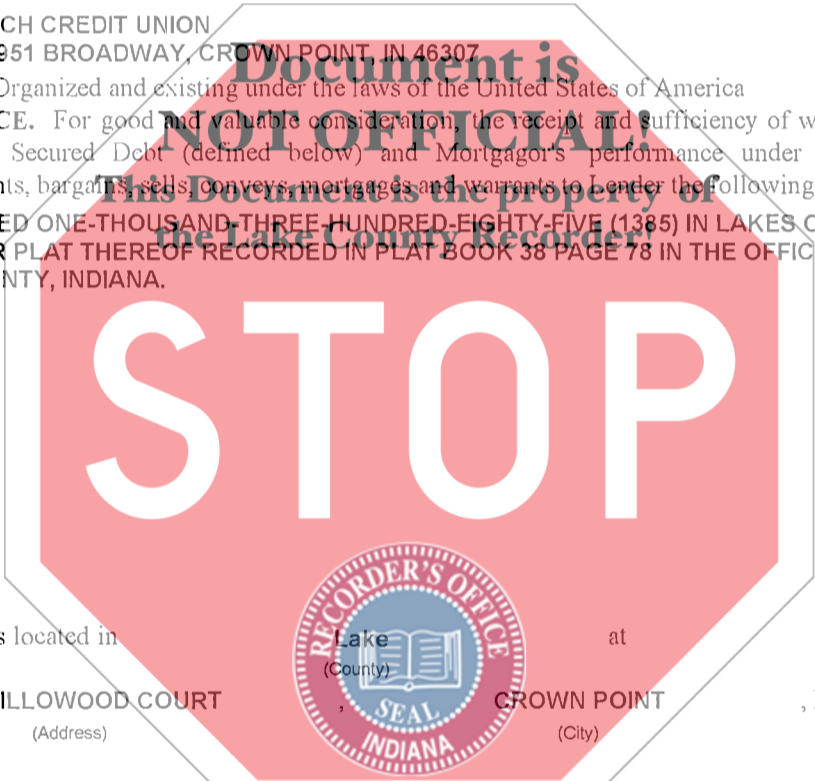 CH CREDIT UNION
951 BROADWAY, CROWN POINT, IN 46307
Document is
Organized and existing under the laws of the United States of America
NOT OFFICIAL!
CE. For good and valuable consideration, the receipt and sufficiency of w
Secured Debt (defined below) and Mortgagor's performance under
This Document is the property of
ts, bargains, sells, conveys, mortgages and warrants to Lender the following
ED ONE-THOUSAND-THREE-HUNDRED-EIGHTY-FIVE (1385) IN LAKES O
the Lake County Recorder!
R PLAT THEREOF RECORDED IN PLAT BOOK 38 PAGE 78 IN THE OFFIC
NTY, INDIANA.
STOP
RECORDER'S OFFICE
s located in Lake at
(County)
ILLOWOOD COURT , CROWN POINT ,
SEAL
(Address) (City)
INDIANA